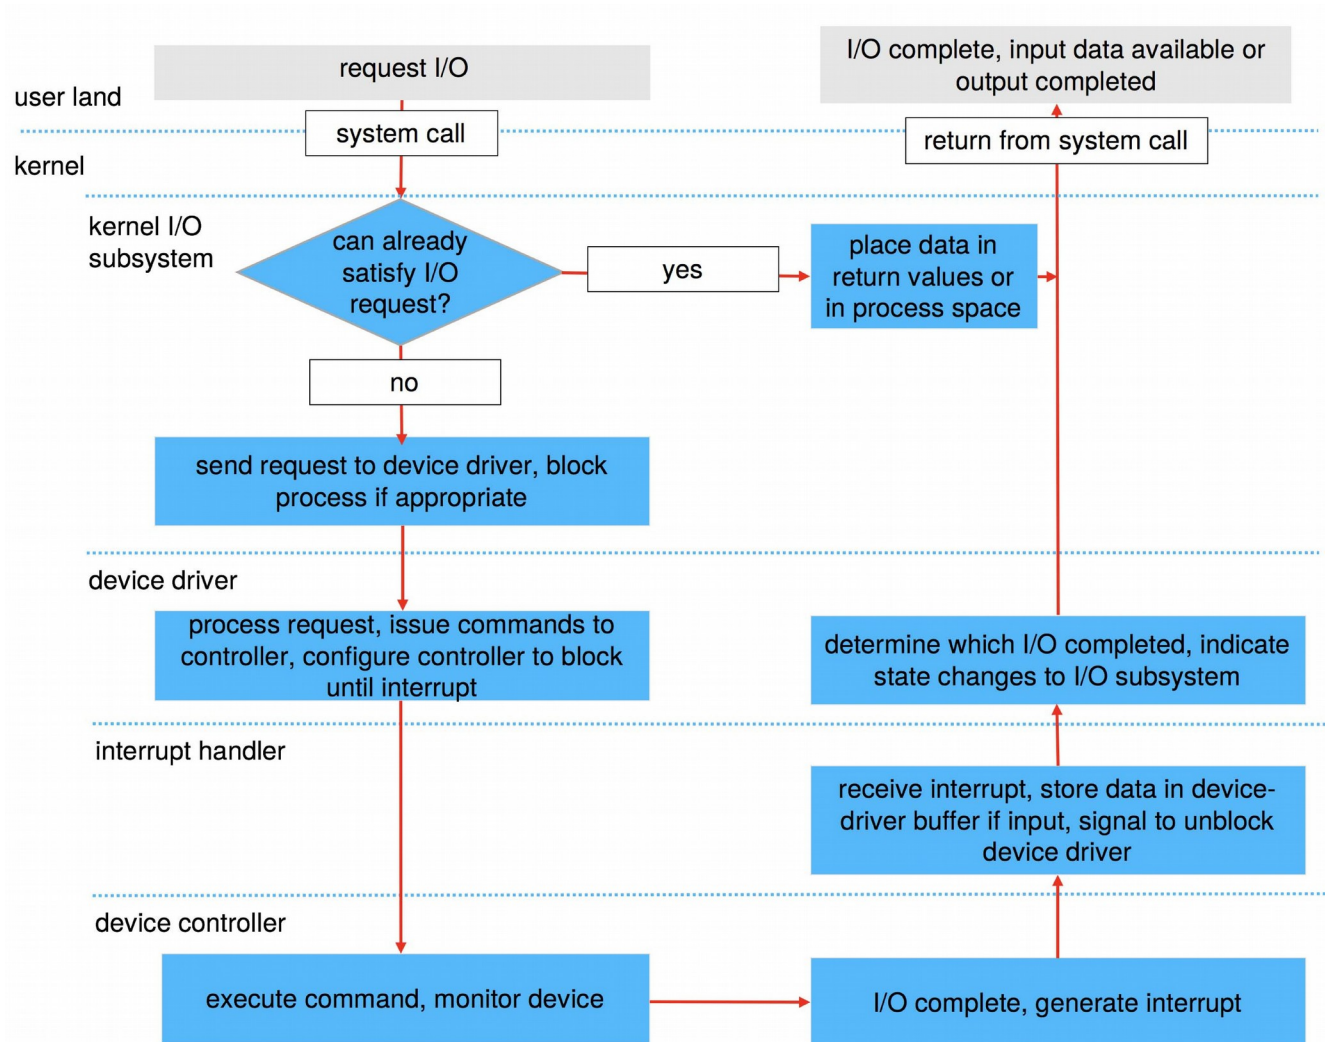 request I/O
I/O complete, input data available or
output completed
user land
system call
return from system call
kernel
kernel I/O
subsystem
can already
satisfy I/O
request?
yes
place data in
return values or
in process space
no
send request to device driver, block
process if appropriate
device driver
process request, issue commands to
controller, configure controller to block
until interrupt
determine which I/O completed, indicate
state changes to I/O subsystem
interrupt handler
receive interrupt, store data in device-
driver buffer if input, signal to unblock
device driver
device controller
execute command, monitor device
I/O complete, generate interrupt